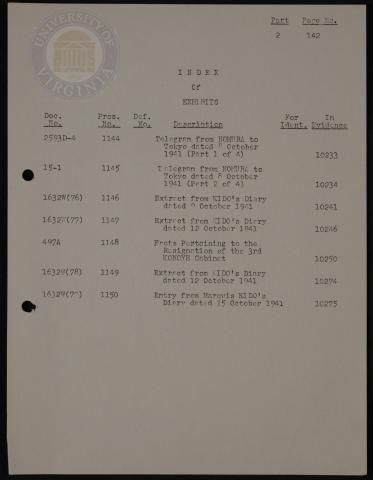 UNIVERSITY OF VIRGINIA
Part Page No.
2 142
INDEX
Of
EXHIBITS
Doc. Pros. Def. For In
No. No. No. Description Ident. Evidence
2593D-4 1144 Telegram from NOMURA to
Tokyo dated 8 October
1941 (Part 1 of 4) 10233
15-I 1145 Telegram from NOMURA to
Tokyo dated 8 October
1941 (Part 2 of 4) 10234
1632W(76) 1146 Extract from KIDO's Diary
dated 9 October 1941 10241
1632W(77) 1147 Extract from KIDO's Diary
dated 12 October 1941 10246
497A 1148 Facts Pertaining to the
Resignation of the 3rd
KONOYE Cabinet 10250
1632W(78) 1149 Extract from KIDO's Diary
dated 12 October 1941 10274
1150 Entry from Marquis KIDO's
Diary dated 15 October 1941 10275